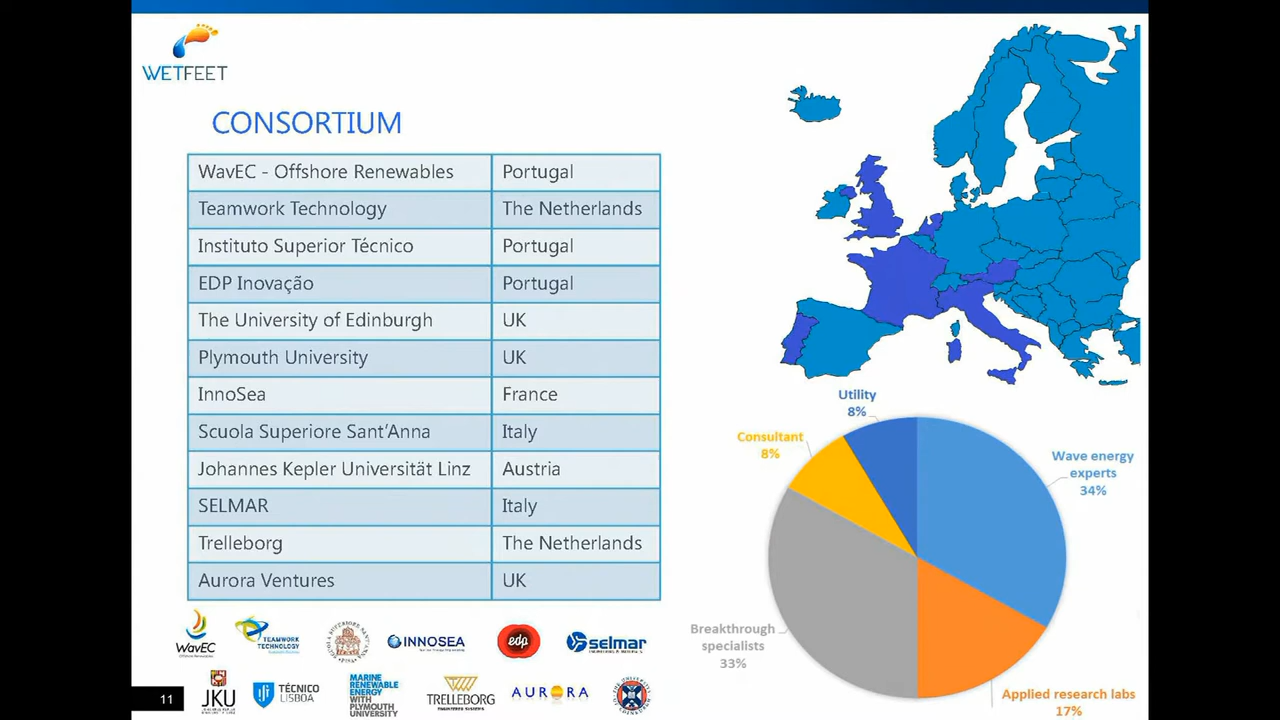 WETFEET
CONSORTIUM
WavEC - Offshore Renewables Portugal
Teamwork Technology The Netherlands
Instituto Superior Técnico Portugal
EDP Inovação Portugal
The University of Edinburgh UK
Plymouth University UK
InnoSea France
Scuola Superiore Sant'Anna Italy
Johannes Kepler Universität Linz Austria
SELMAR Italy
Trelleborg The Netherlands
Aurora Ventures UK
Utility
8%
Consultant
8%
Wave energy
experts
34%
Breakthrough
specialists
33%
Applied research labs
17%
WavEC
Offshore Renewables
TEAMWORK
TECHNOLOGY
INNOSEA
edp
selmar
JKU
TÉCNICO
LISBOA
MARINE
RENEWABLE
ENERGY
WITH
PLYMOUTH
UNIVERSITY
TRELLEBORG
AURORA
11